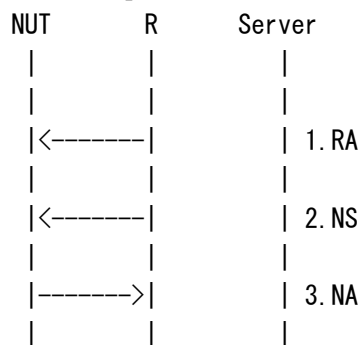 NUT R Server
| | |
| | |
|<-------| | 1.RA
| | |
|<-------| | 2.NS
| | |
|------->| | 3.NA
| | |